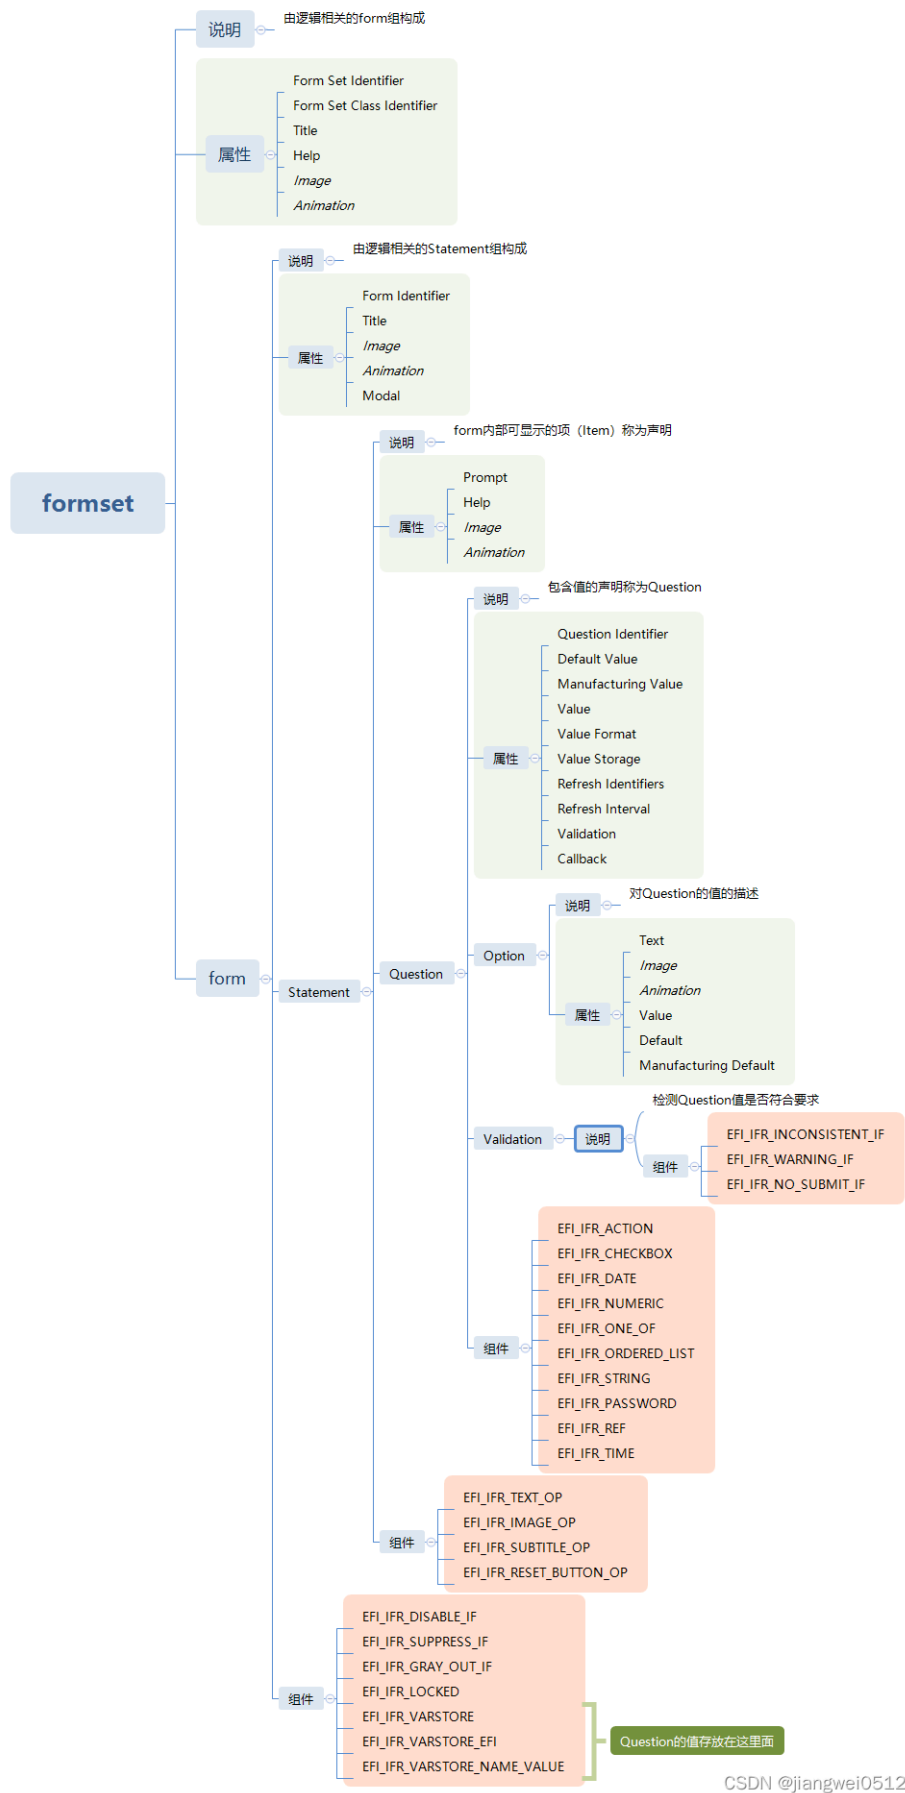 formset
说明
由逻辑相关的form组构成
属性
Form Set Identifier
Form Set Class Identifier
Title
Help
Image
Animation
form
说明
由逻辑相关的Statement组构成
属性
Form Identifier
Title
Image
Animation
Modal
Statement
说明
form内部可显示的项（Item）称为声明
属性
Prompt
Help
Image
Animation
Question
说明
包含值的声明称为Question
属性
Question Identifier
Default Value
Manufacturing Value
Value
Value Format
Value Storage
Refresh Identifiers
Refresh Interval
Validation
Callback
Option
说明
对Question的值的描述
属性
Text
Image
Animation
Value
Default
Manufacturing Default
Validation
说明
检测Question值是否符合要求
组件
EFI_IFR_INCONSISTENT_IF
EFI_IFR_WARNING_IF
EFI_IFR_NO_SUBMIT_IF
组件
EFI_IFR_ACTION
EFI_IFR_CHECKBOX
EFI_IFR_DATE
EFI_IFR_NUMERIC
EFI_IFR_ONE_OF
EFI_IFR_ORDERED_LIST
EFI_IFR_STRING
EFI_IFR_PASSWORD
EFI_IFR_REF
EFI_IFR_TIME
组件
EFI_IFR_TEXT_OP
EFI_IFR_IMAGE_OP
EFI_IFR_SUBTITLE_OP
EFI_IFR_RESET_BUTTON_OP
组件
EFI_IFR_DISABLE_IF
EFI_IFR_SUPPRESS_IF
EFI_IFR_GRAY_OUT_IF
EFI_IFR_LOCKED
EFI_IFR_VARSTORE
EFI_IFR_VARSTORE_EFI
EFI_IFR_VARSTORE_NAME_VALUE
Question的值存放在这里面
CSDN @jiangwei0512